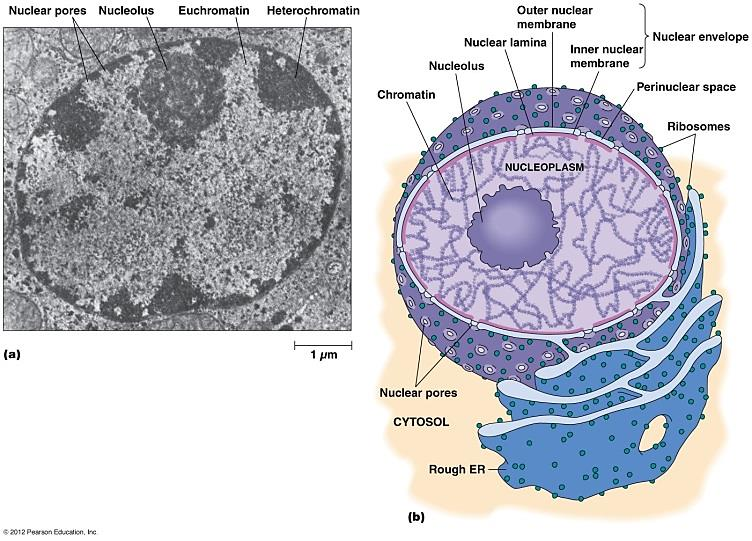 Nuclear pores
Nucleolus
Euchromatin
Heterochromatin
(a)
1 µm
Outer nuclear
membrane
Nuclear envelope
Nuclear lamina
Inner nuclear
membrane
Nucleolus
Perinuclear space
Chromatin
Ribosomes
NUCLEOPLASM
Nuclear pores
CYTOSOL
Rough ER
(b)
© 2012 Pearson Education, Inc.